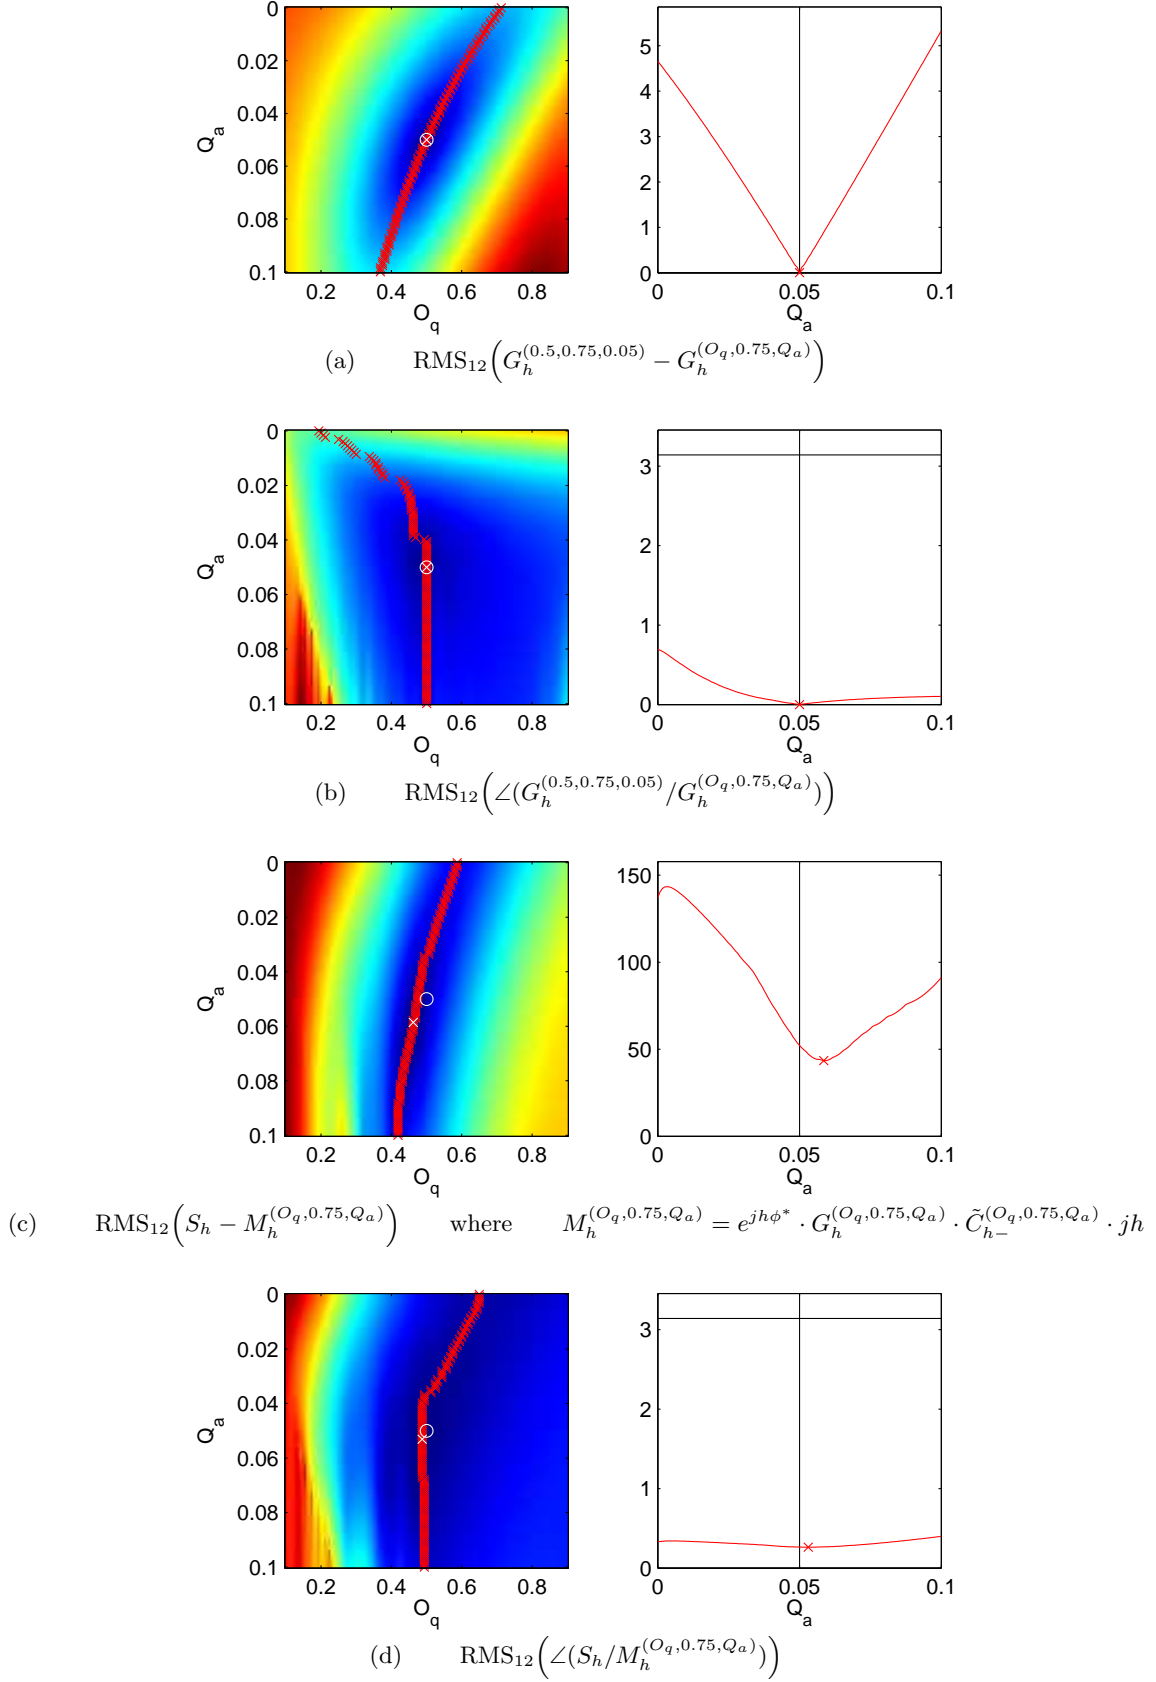 0
0.02
0.04
0.06
0.08
0.1
Q_a
0.2 0.4 0.6 0.8
O_q
5
4
3
2
1
0
0 0.05 0.1
Q_a
(a) RMS_{12}(G_h^{(0.5,0.75,0.05)} − G_h^{(O_q,0.75,Q_a)})
0
0.02
0.04
0.06
0.08
0.1
Q_a
0.2 0.4 0.6 0.8
O_q
3
2
1
0
0 0.05 0.1
Q_a
(b) RMS_{12}(∠(G_h^{(0.5,0.75,0.05)}/G_h^{(O_q,0.75,Q_a)}))
0
0.02
0.04
0.06
0.08
0.1
Q_a
0.2 0.4 0.6 0.8
O_q
150
100
50
0
0 0.05 0.1
Q_a
(c) RMS_{12}(S_h − M_h^{(O_q,0.75,Q_a)}) where M_h^{(O_q,0.75,Q_a)} = e^{jhϕ*} · G_h^{(O_q,0.75,Q_a)} · C̃_{h−}^{(O_q,0.75,Q_a)} · jh
0
0.02
0.04
0.06
0.08
0.1
Q_a
0.2 0.4 0.6 0.8
O_q
3
2
1
0
0 0.05 0.1
Q_a
(d) RMS_{12}(∠(S_h/M_h^{(O_q,0.75,Q_a)}))